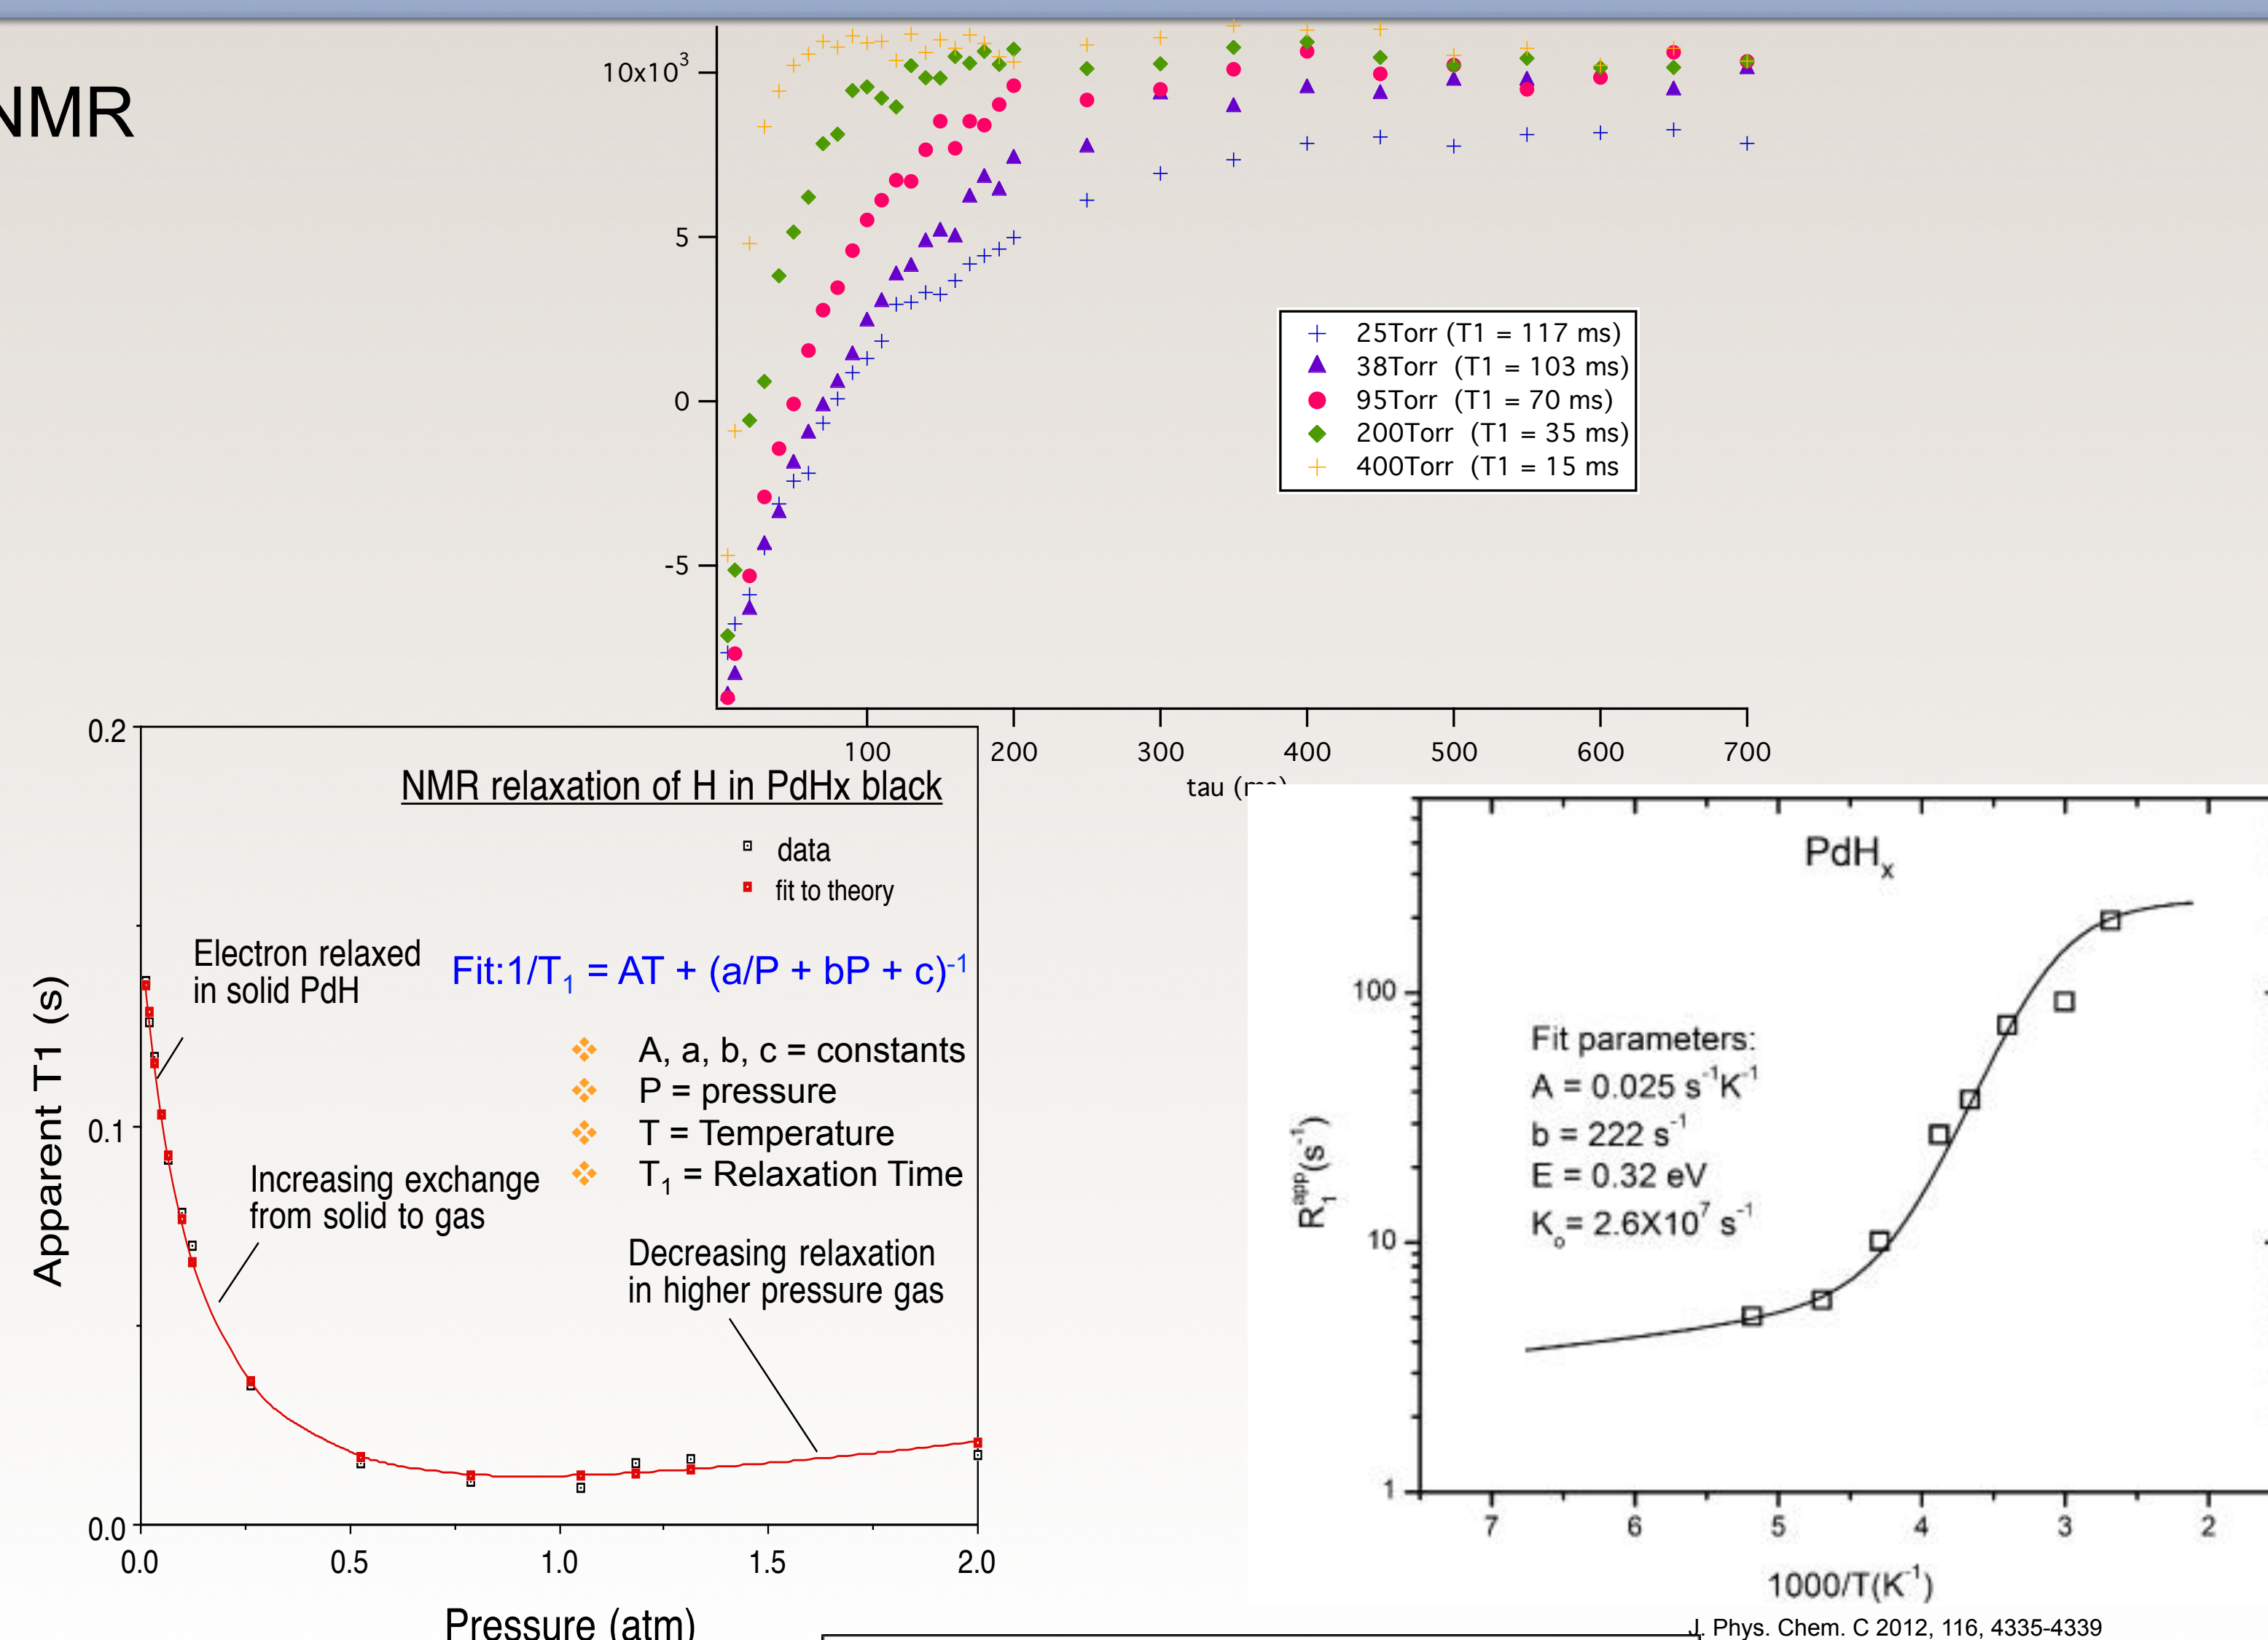 NMR
10x10³
5
0
-5
25Torr (T1 = 117 ms)
38Torr (T1 = 103 ms)
95Torr (T1 = 70 ms)
200Torr (T1 = 35 ms)
400Torr (T1 = 15 ms
100 200 300 400 500 600 700
tau
0.2
0.1
0.0
Apparent T1 (s)
NMR relaxation of H in PdHx black
data
fit to theory
Electron relaxed
in solid PdH
Fit:1/T₁ = AT + (a/P + bP + c)⁻¹
A, a, b, c = constants
P = pressure
T = Temperature
T₁ = Relaxation Time
Increasing exchange
from solid to gas
Decreasing relaxation
in higher pressure gas
0.0 0.5 1.0 1.5 2.0
Pressure (atm)
PdHₓ
100
10
1
R₁ᵃᵖᵖ(s⁻¹)
Fit parameters:
A = 0.025 s⁻¹K⁻¹
b = 222 s⁻¹
E = 0.32 eV
Kₒ= 2.6X10⁷ s⁻¹
7 6 5 4 3 2
1000/T(K⁻¹)
J. Phys. Chem. C 2012, 116, 4335-4339